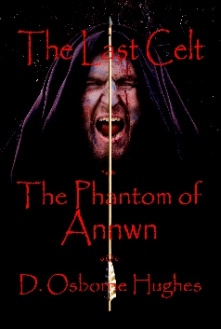 The Last Celt
The Phantom of
Annwn
D. Osborne Hughes